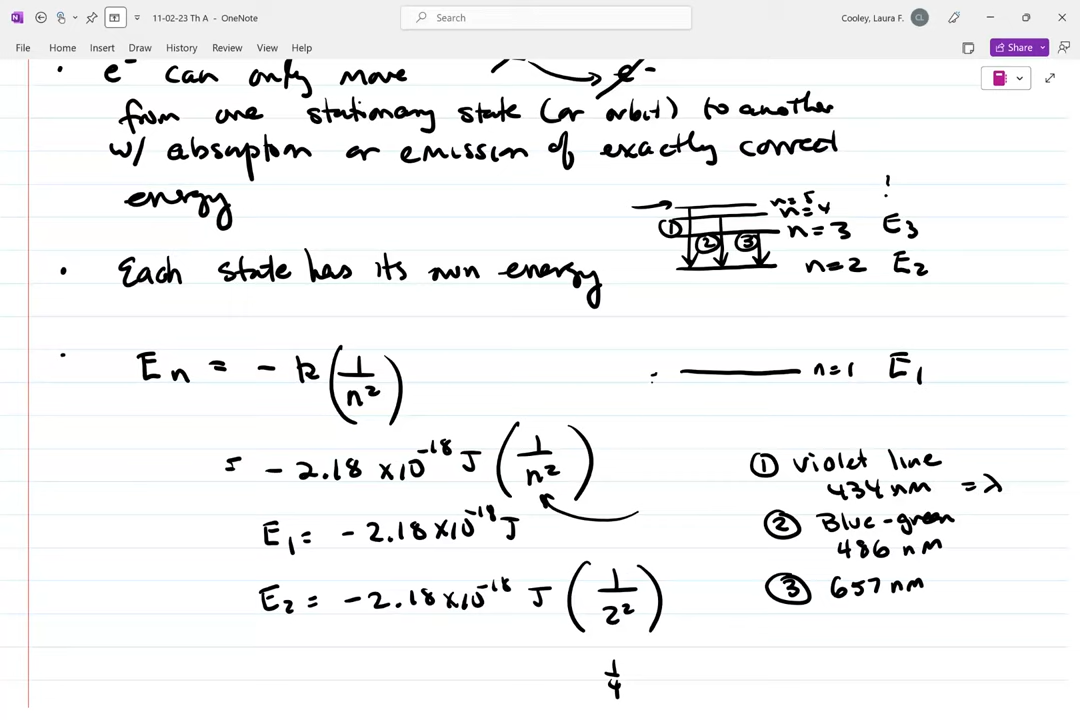 11-02-23 Th A - OneNote
Search
Cooley, Laura F.
CL
File Home Insert Draw History Review View Help
Share
• e⁻ can only move e⁻
from one stationary state (or orbit) to another
w/ absorption or emission of exactly correct
energy
n=5
n=4
① ② ③ n=3 E₃
n=2 E₂
• Each state has its own energy
• Eₙ = - k (1/n²)
n=1 E₁
= -2.18 x10⁻¹⁸ J (1/n²)
E₁ = -2.18 x10⁻¹⁸ J
E₂ = -2.18 x10⁻¹⁸ J (1/2²)
1/4
① violet line
434 nm = λ
② Blue-green
486 nm
③ 657 nm